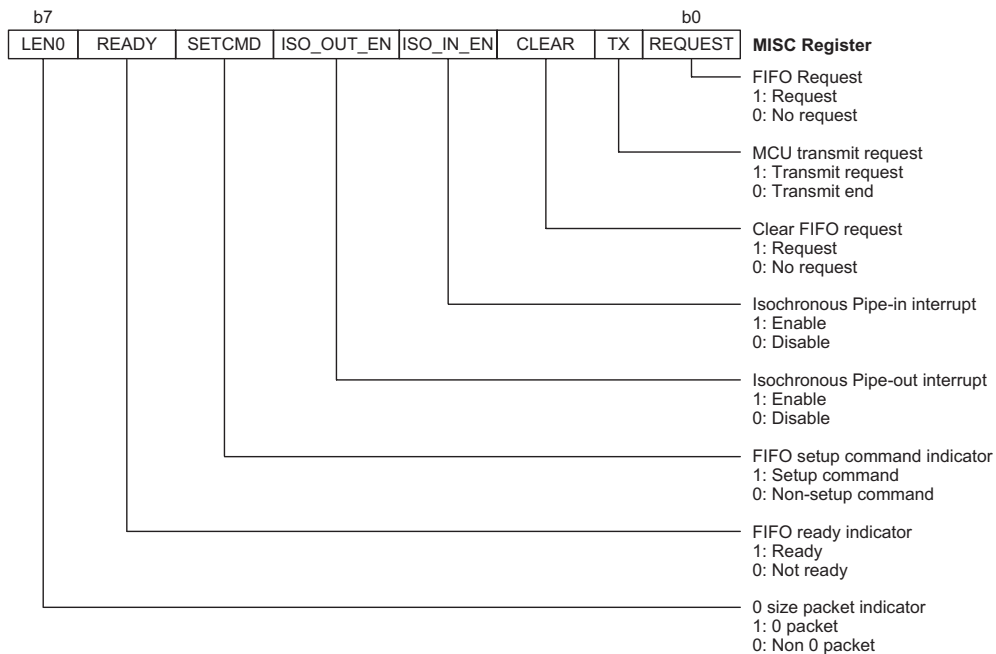 b7 b0
LEN0 READY SETCMD ISO_OUT_EN ISO_IN_EN CLEAR TX REQUEST MISC Register
FIFO Request
1: Request
0: No request
MCU transmit request
1: Transmit request
0: Transmit end
Clear FIFO request
1: Request
0: No request
Isochronous Pipe-in interrupt
1: Enable
0: Disable
Isochronous Pipe-out interrupt
1: Enable
0: Disable
FIFO setup command indicator
1: Setup command
0: Non-setup command
FIFO ready indicator
1: Ready
0: Not ready
0 size packet indicator
1: 0 packet
0: Non 0 packet